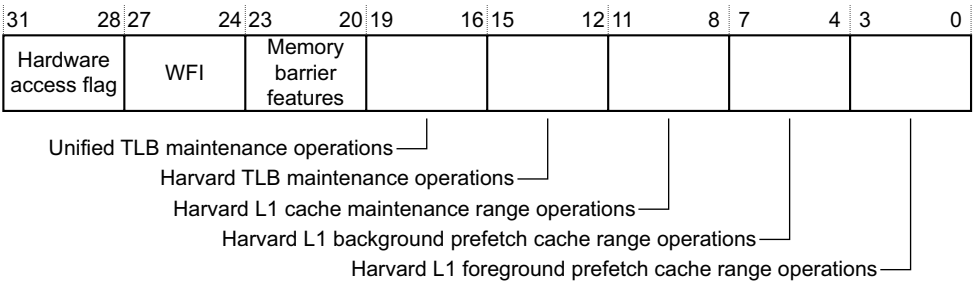 31 28 27 24 23 20 19 16 15 12 11 8 7 4 3 0
Hardware access flag
WFI
Memory barrier features
Unified TLB maintenance operations
Harvard TLB maintenance operations
Harvard L1 cache maintenance range operations
Harvard L1 background prefetch cache range operations
Harvard L1 foreground prefetch cache range operations